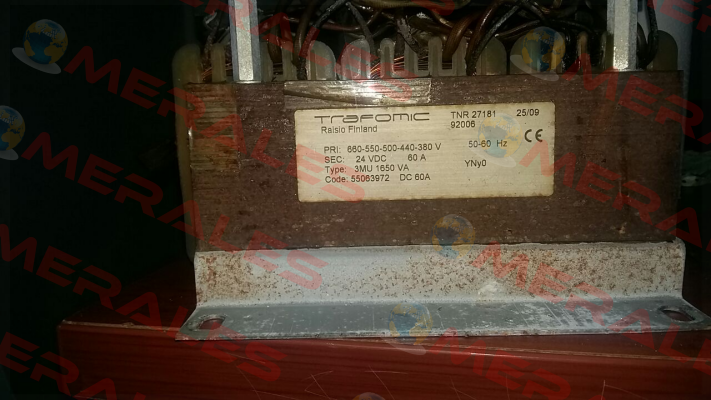 Trafomic TNR 27181 25/09
Raisio Finland 92006
PRI: 660-550-500-440-380 V 50-60 Hz
SEC: 24 VDC 60 A
Type: 3MU 1650 VA YNy0
Code: 55063972 DC 60A
CE
MERALES
MERALES
MERALES
MERALES
MERALES
MERALES